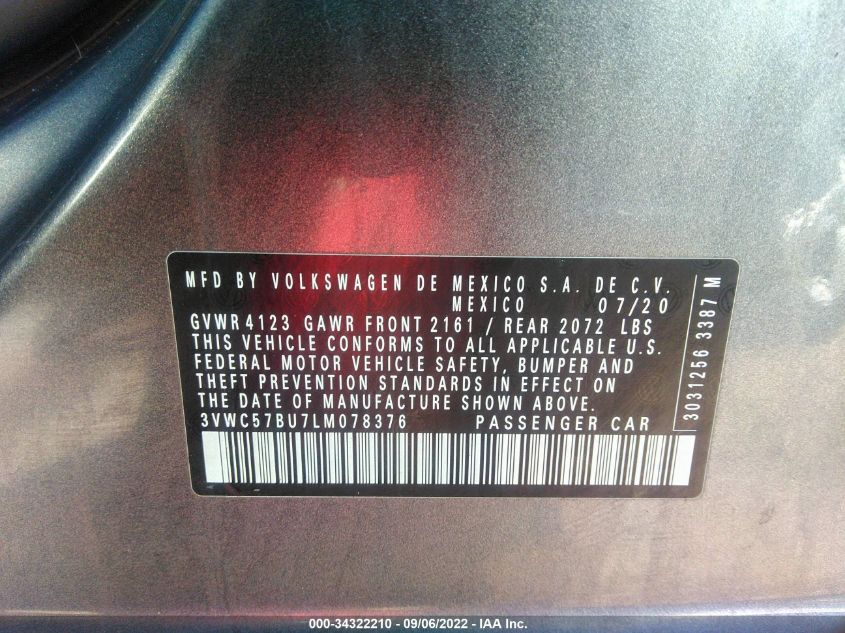 MFD BY VOLKSWAGEN DE MEXICO S.A. DE C.V.
MEXICO 07/20
GVWR 4123 GAWR FRONT 2161 / REAR 2072 LBS
THIS VEHICLE CONFORMS TO ALL APPLICABLE U.S.
FEDERAL MOTOR VEHICLE SAFETY, BUMPER AND
THEFT PREVENTION STANDARDS IN EFFECT ON
THE DATE OF MANUFACTURE SHOWN ABOVE.
3VWC57BU7LM078376 PASSENGER CAR
3031256 3387 M
000-34322210 - 09/06/2022 - IAA Inc.